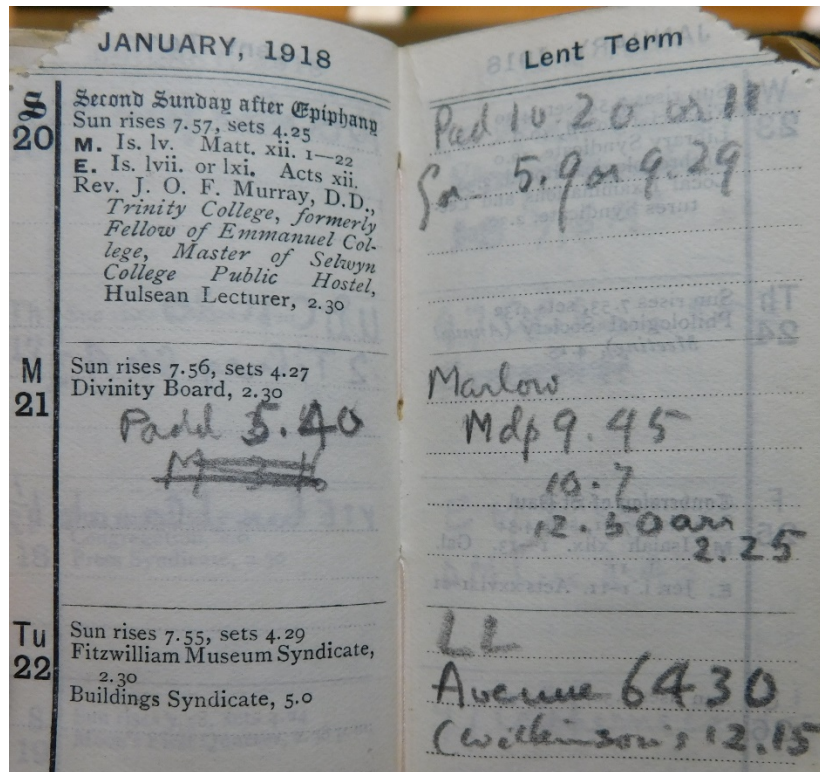 JANUARY, 1918
S
20
Second Sunday after Epiphany
Sun rises 7.57, sets 4.25
M. Is. lv. Matt. xii. 1—22
E. Is. lvii. or lxi. Acts xii.
Rev. J. O. F. Murray, D.D.,
Trinity College, formerly
Fellow of Emmanuel Col-
lege, Master of Selwyn
College Public Hostel,
Hulsean Lecturer, 2.30
M
21
Sun rises 7.56, sets 4.27
Divinity Board, 2.30
Padd 5.40
Tu
22
Sun rises 7.55, sets 4.29
Fitzwilliam Museum Syndicate,
2.30
Buildings Syndicate, 5.0
Lent Term
Pad 10.20 or 11
5.9 or 9.29
Marlow
Mdp 9.45
10.7
12.50 arr
2.25
LL
Avenue 6430
(Wilkinson's 12.15